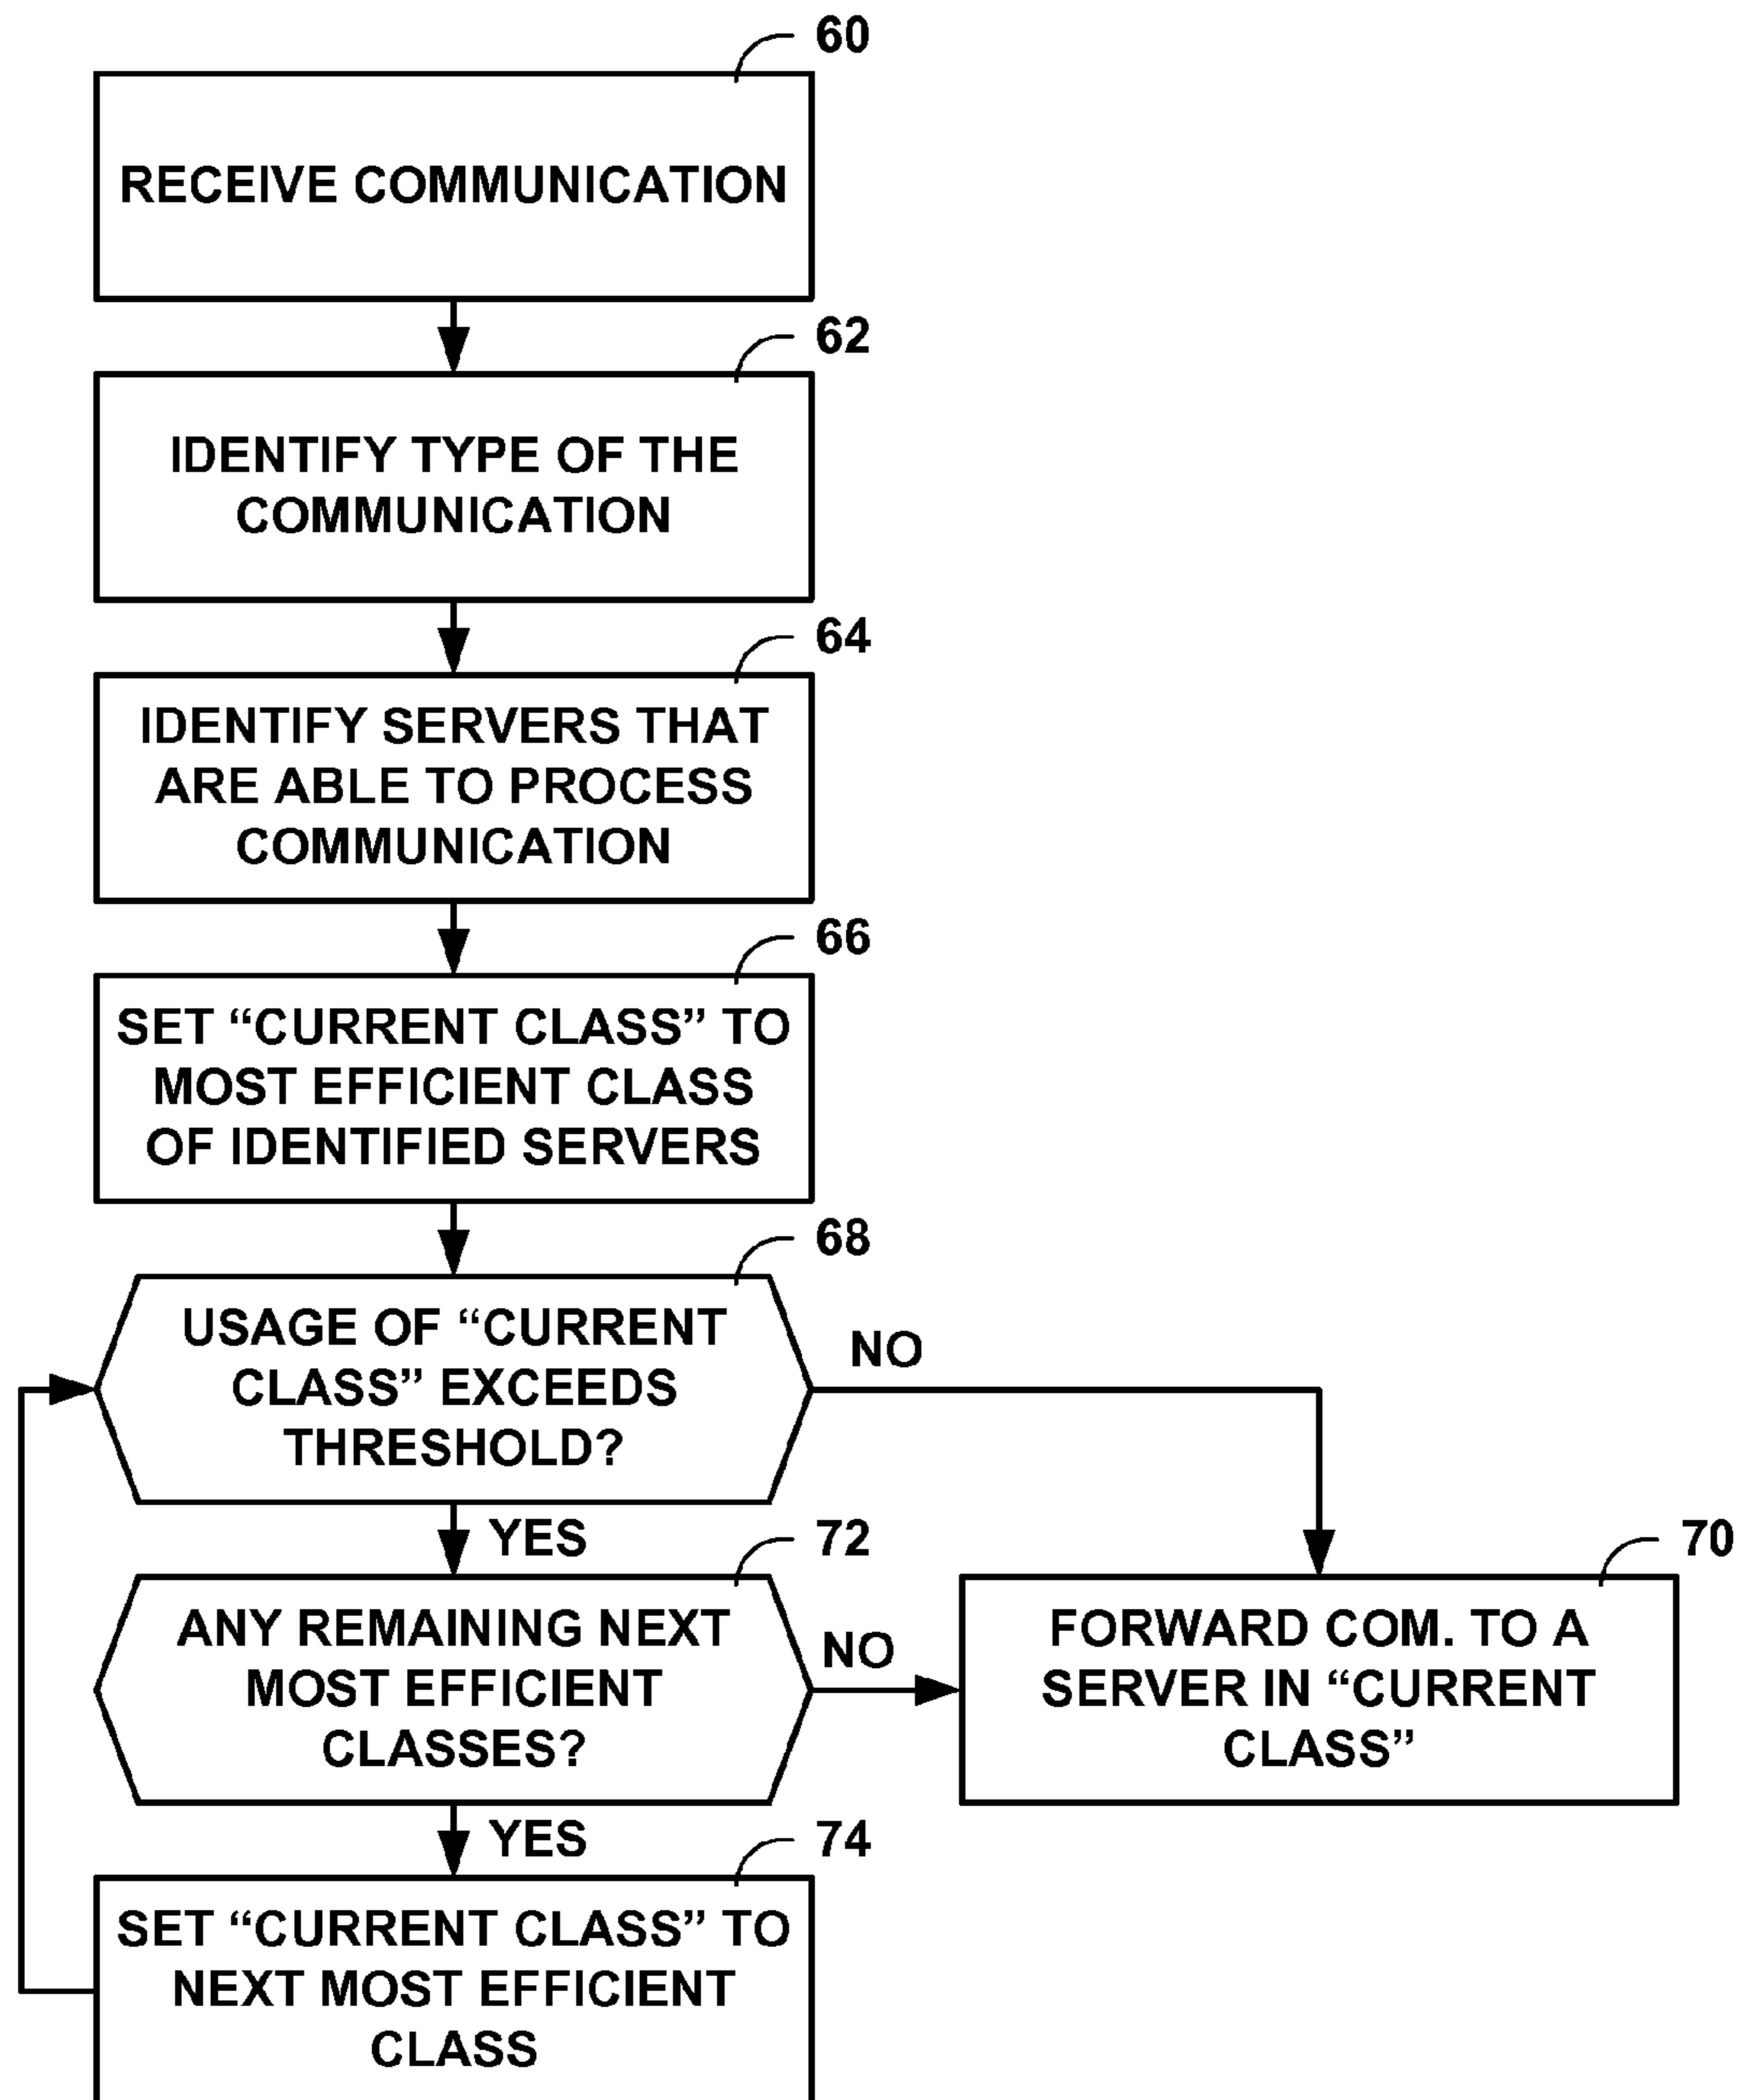 60
RECEIVE COMMUNICATION
62
IDENTIFY TYPE OF THE
COMMUNICATION
64
IDENTIFY SERVERS THAT
ARE ABLE TO PROCESS
COMMUNICATION
66
SET “CURRENT CLASS” TO
MOST EFFICIENT CLASS
OF IDENTIFIED SERVERS
68
USAGE OF “CURRENT
CLASS” EXCEEDS
THRESHOLD?
NO
YES
72
ANY REMAINING NEXT
MOST EFFICIENT
CLASSES?
NO
70
FORWARD COM. TO A
SERVER IN “CURRENT
CLASS”
YES
74
SET “CURRENT CLASS” TO
NEXT MOST EFFICIENT
CLASS